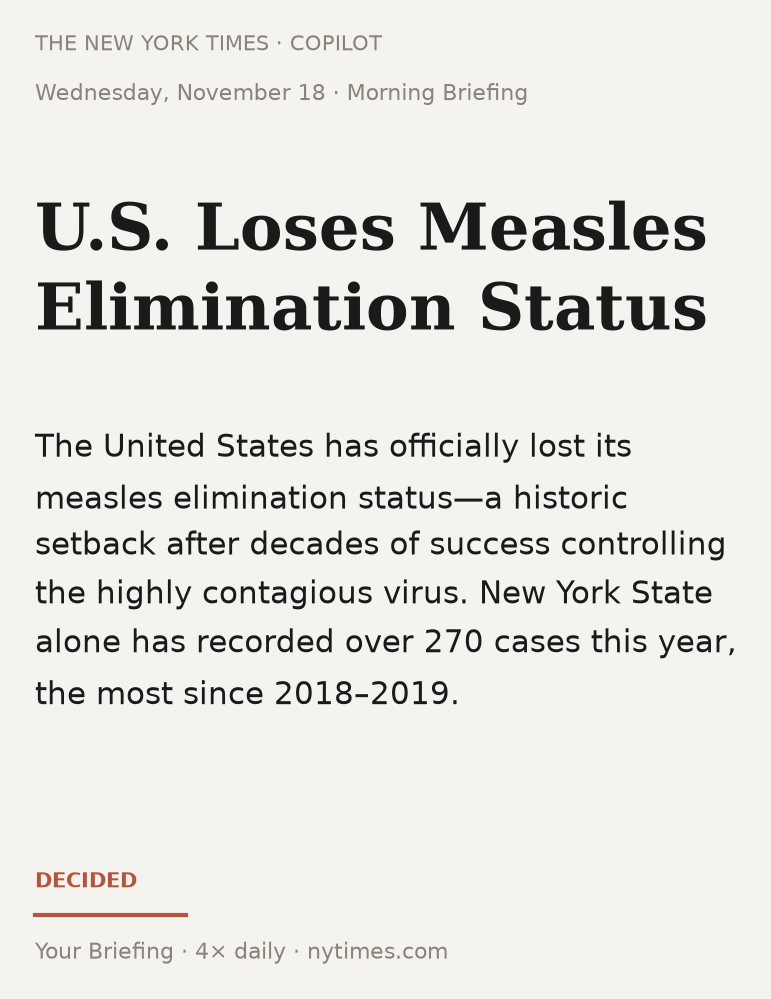 THE NEW YORK TIMES · COPILOT
Wednesday, November 18 · Morning Briefing
U.S. Loses Measles
Elimination Status
The United States has officially lost its
measles elimination status—a historic
setback after decades of success controlling
the highly contagious virus. New York State
alone has recorded over 270 cases this year,
the most since 2018–2019.
DECIDED
Your Briefing · 4× daily · nytimes.com